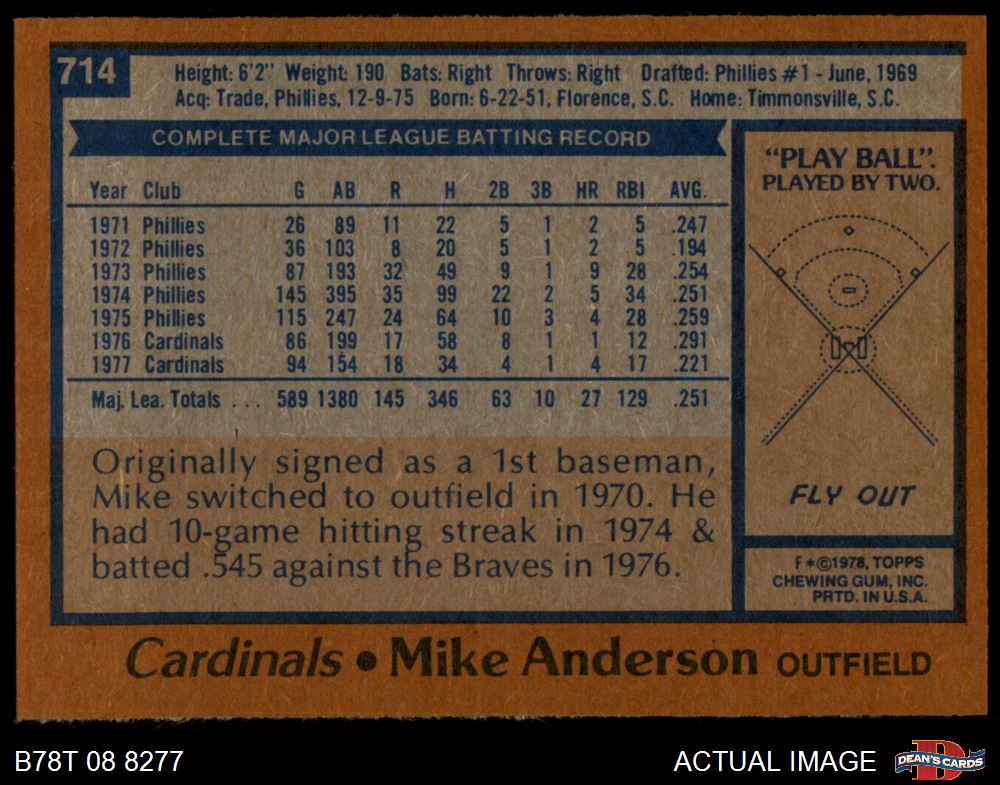 714
Height: 6'2" Weight: 190 Bats: Right Throws: Right Drafted: Phillies #1 - June, 1969
Acq: Trade, Phillies, 12-9-75 Born: 6-22-51, Florence, S.C. Home: Timmonsville, S.C.
COMPLETE MAJOR LEAGUE BATTING RECORD
Year Club G AB R H 2B 3B HR RBI AVG.
1971 Phillies 26 89 11 22 5 1 2 5 .247
1972 Phillies 36 103 8 20 5 1 2 5 .194
1973 Phillies 87 193 32 49 9 1 9 28 .254
1974 Phillies 145 395 35 99 22 2 5 34 .251
1975 Phillies 115 247 24 64 10 3 4 28 .259
1976 Cardinals 86 199 17 58 8 1 1 12 .291
1977 Cardinals 94 154 18 34 4 1 4 17 .221
Maj. Lea. Totals . . . 589 1380 145 346 63 10 27 129 .251
Originally signed as a 1st baseman,
Mike switched to outfield in 1970. He
had 10-game hitting streak in 1974 &
batted .545 against the Braves in 1976.
"PLAY BALL".
PLAYED BY TWO.
FLY OUT
F*©1978, TOPPS
CHEWING GUM, INC.
PRTD. IN U.S.A.
Cardinals • Mike Anderson OUTFIELD
B78T 08 8277
ACTUAL IMAGE
D
DEAN'S CARDS